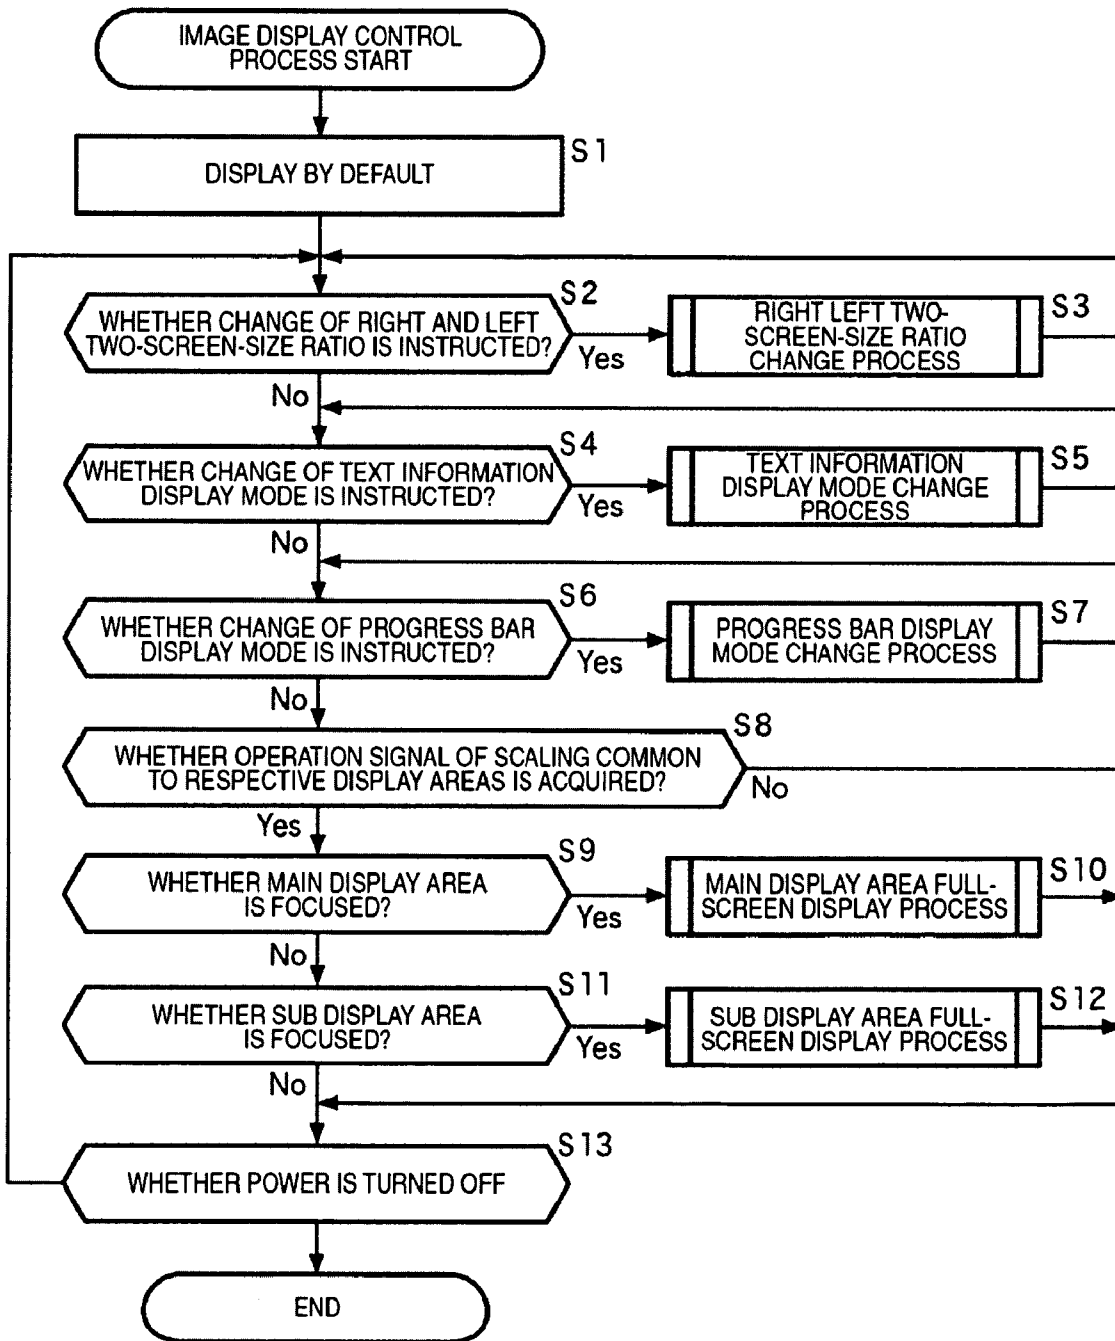 IMAGE DISPLAY CONTROL
PROCESS START
S1
DISPLAY BY DEFAULT
S2
WHETHER CHANGE OF RIGHT AND LEFT
TWO-SCREEN-SIZE RATIO IS INSTRUCTED?
Yes
No
S3
RIGHT LEFT TWO-
SCREEN-SIZE RATIO
CHANGE PROCESS
S4
WHETHER CHANGE OF TEXT INFORMATION
DISPLAY MODE IS INSTRUCTED?
Yes
No
S5
TEXT INFORMATION
DISPLAY MODE CHANGE
PROCESS
S6
WHETHER CHANGE OF PROGRESS BAR
DISPLAY MODE IS INSTRUCTED?
Yes
No
S7
PROGRESS BAR DISPLAY
MODE CHANGE PROCESS
S8
WHETHER OPERATION SIGNAL OF SCALING COMMON
TO RESPECTIVE DISPLAY AREAS IS ACQUIRED?
No
Yes
S9
WHETHER MAIN DISPLAY AREA
IS FOCUSED?
Yes
No
S10
MAIN DISPLAY AREA FULL-
SCREEN DISPLAY PROCESS
S11
WHETHER SUB DISPLAY AREA
IS FOCUSED?
Yes
No
S12
SUB DISPLAY AREA FULL-
SCREEN DISPLAY PROCESS
S13
WHETHER POWER IS TURNED OFF
END